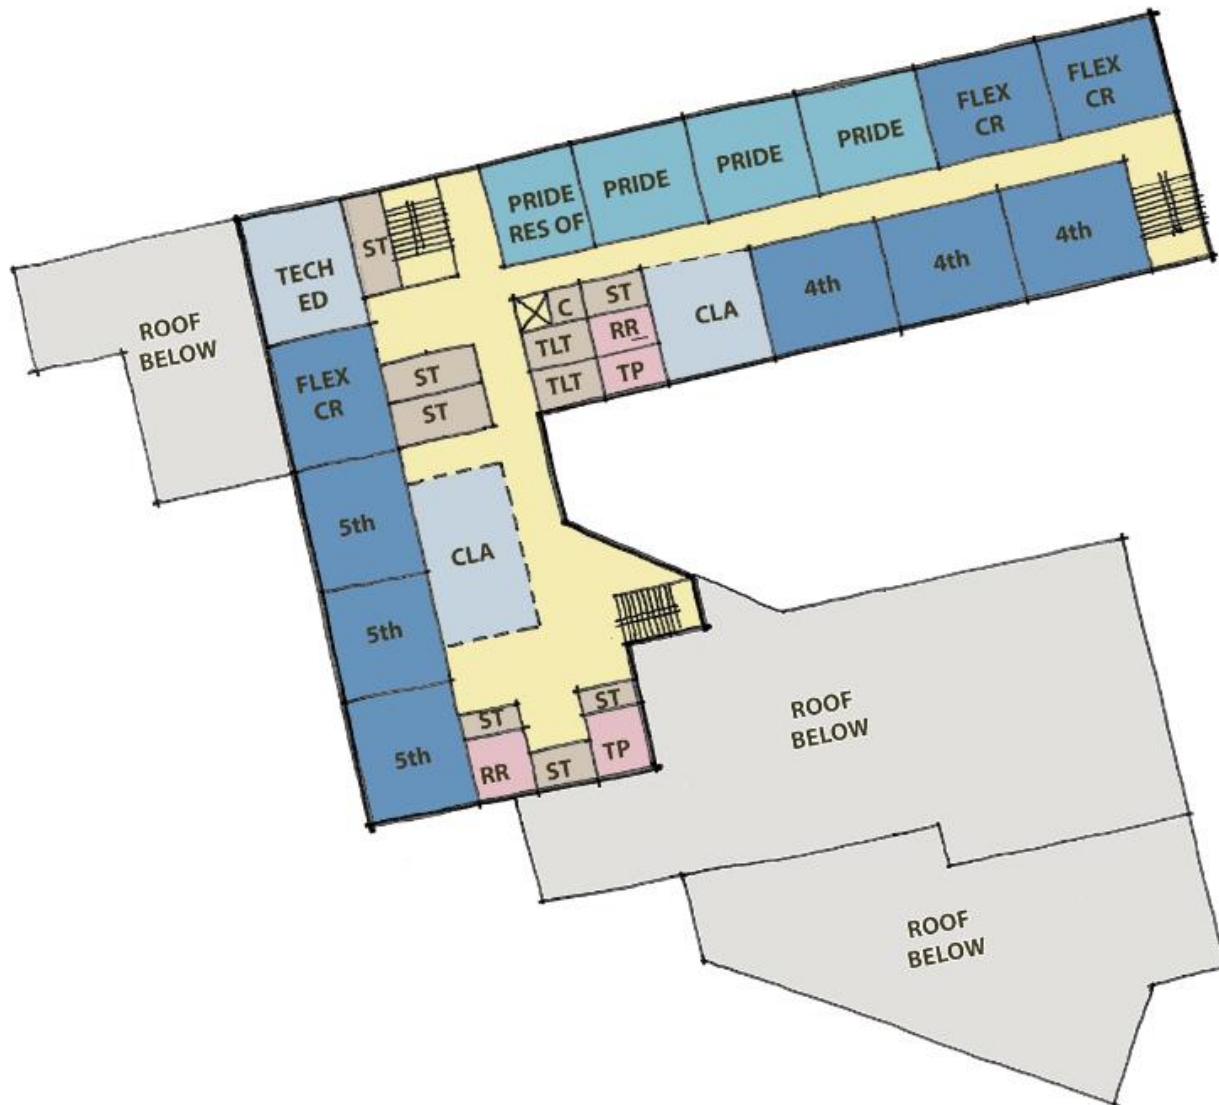 FLEX
CR
FLEX
CR
PRIDE
PRIDE
PRIDE
PRIDE
RES OF
ST
TECH
ED
4th
4th
4th
ROOF
BELOW
C
ST
CLA
TLT
RR
TLT
TP
FLEX
CR
ST
ST
5th
CLA
5th
5th
ST
ST
RR
ST
TP
ROOF
BELOW
ROOF
BELOW